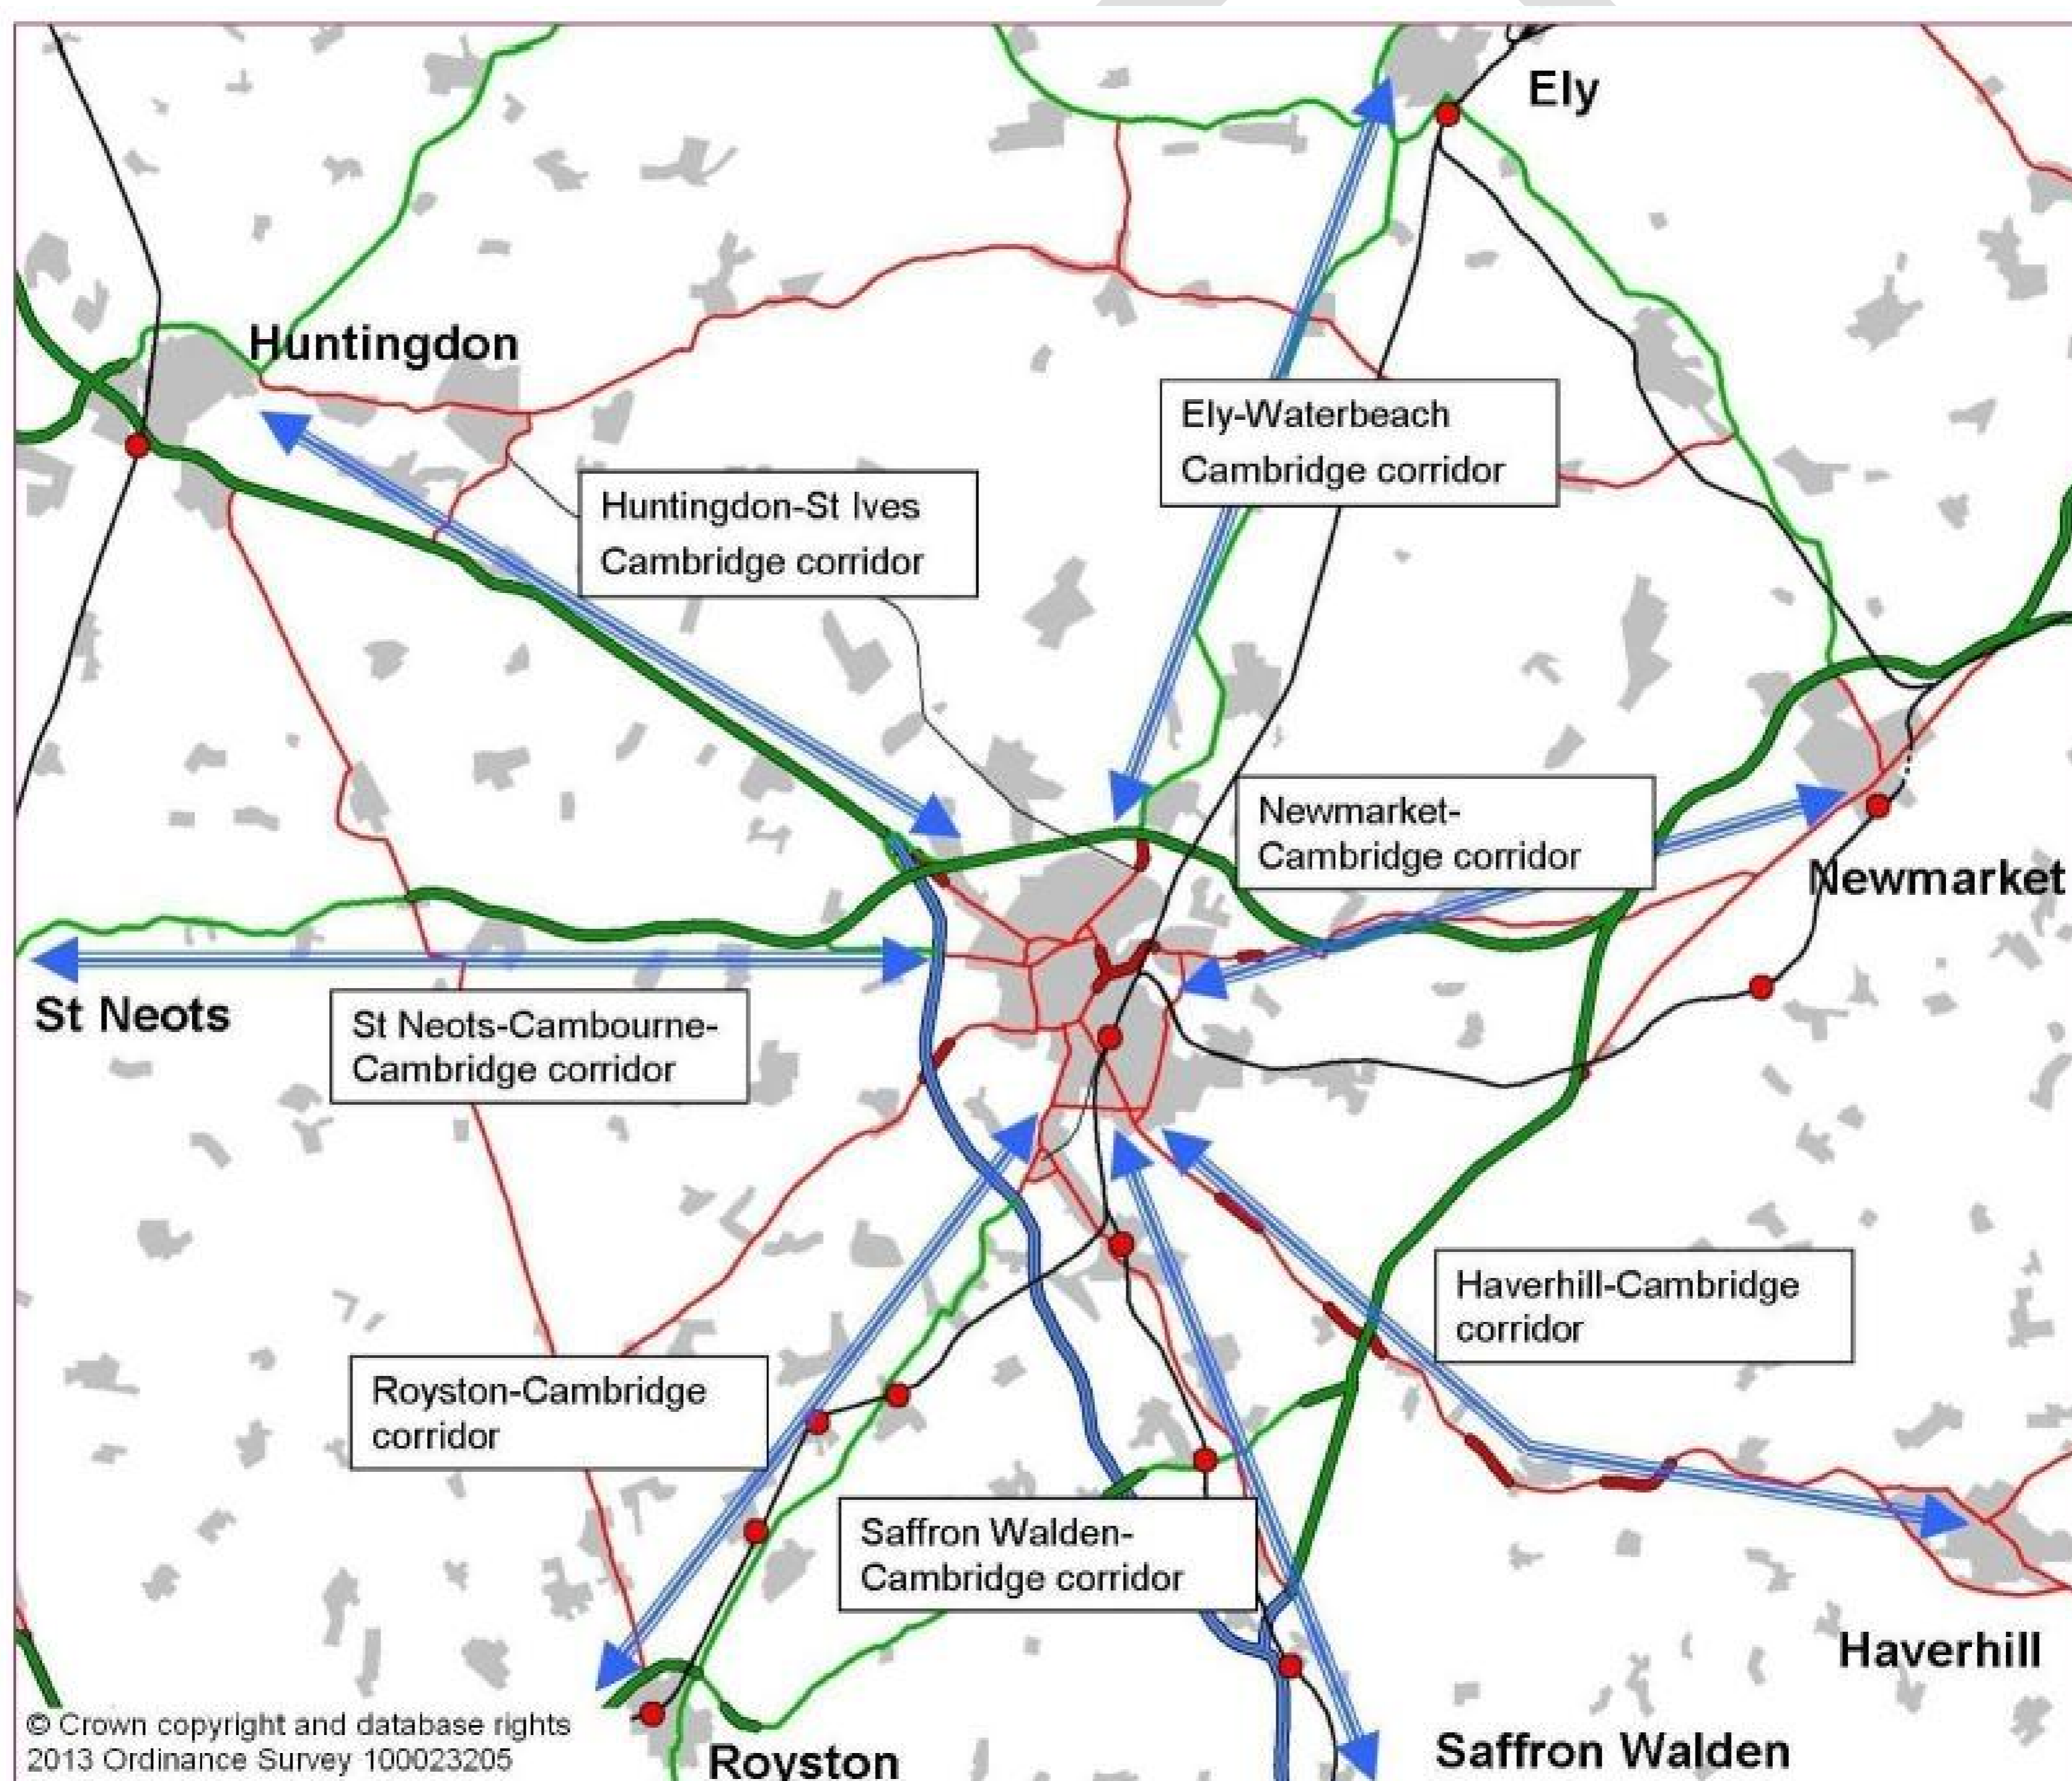 Ely
Huntingdon
Ely-Waterbeach
Cambridge corridor
Huntingdon-St Ives
Cambridge corridor
Newmarket-
Cambridge corridor
Newmarket
St Neots
St Neots-Cambourne-
Cambridge corridor
Haverhill-Cambridge
corridor
Royston-Cambridge
corridor
Saffron Walden-
Cambridge corridor
Haverhill
© Crown copyright and database rights
2013 Ordinance Survey 100023205
Royston
Saffron Walden